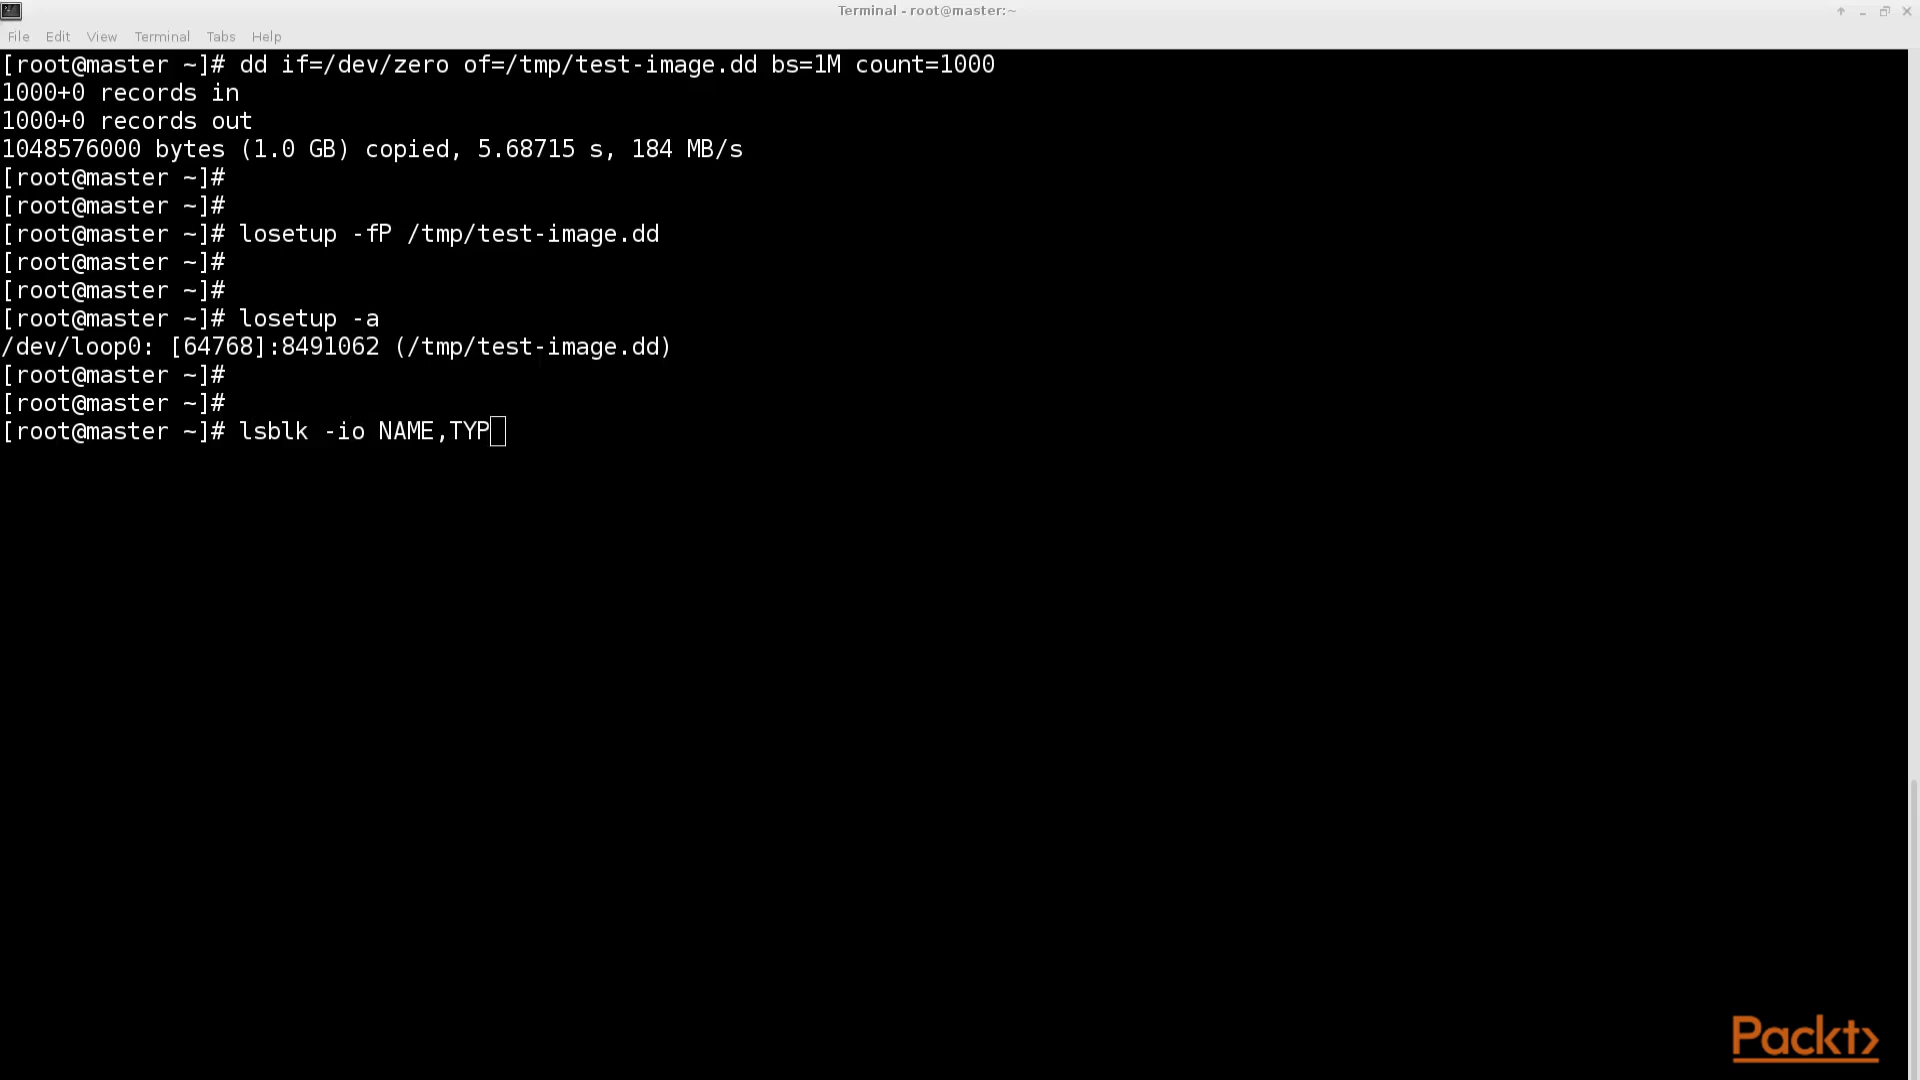 Terminal - root@master:~
File Edit View Terminal Tabs Help
[root@master ~]# dd if=/dev/zero of=/tmp/test-image.dd bs=1M count=1000
1000+0 records in
1000+0 records out
1048576000 bytes (1.0 GB) copied, 5.68715 s, 184 MB/s
[root@master ~]#
[root@master ~]#
[root@master ~]# losetup -fP /tmp/test-image.dd
[root@master ~]#
[root@master ~]#
[root@master ~]# losetup -a
/dev/loop0: [64768]:8491062 (/tmp/test-image.dd)
[root@master ~]#
[root@master ~]#
[root@master ~]# lsblk -io NAME,TYP
Packt>